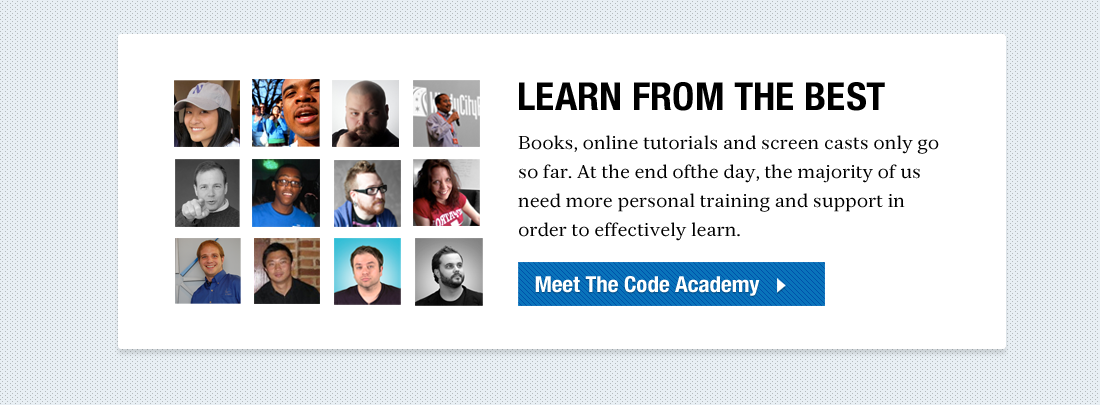 LEARN FROM THE BEST
Books, online tutorials and screen casts only go
so far. At the end ofthe day, the majority of us
need more personal training and support in
order to effectively learn.
Meet The Code Academy